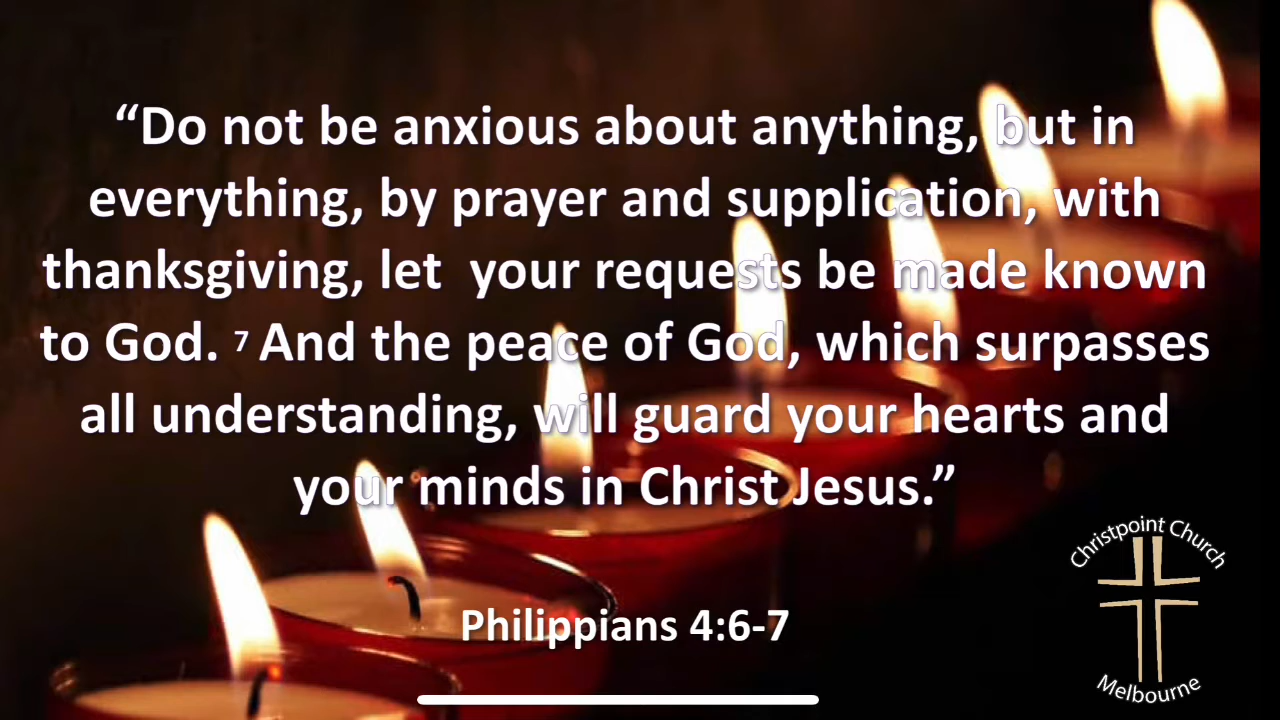 “Do not be anxious about anything, but in
everything, by prayer and supplication, with
thanksgiving, let  your requests be made known
to God. ⁷ And the peace of God, which surpasses
all understanding, will guard your hearts and
your minds in Christ Jesus.”
Philippians 4:6-7
Christpoint Church
Melbourne